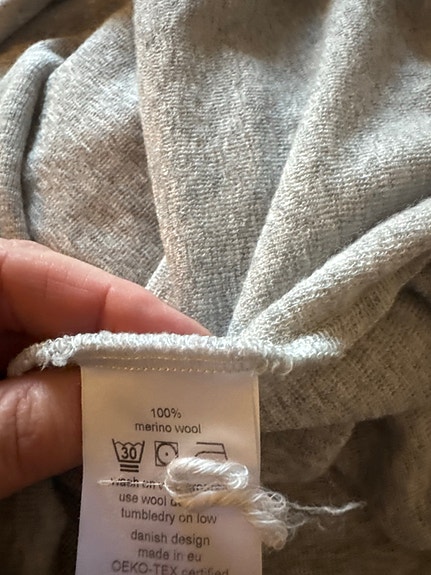 100%
merino wool
30
wash on
use wool
tumbledry on low
danish design
made in eu
OEKO-TEX certified